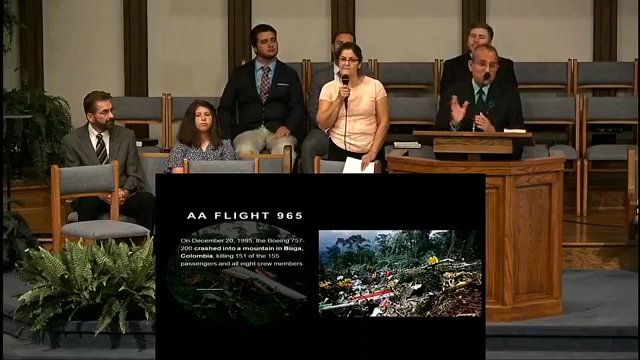 AA FLIGHT 965
On December 20, 1995, the Boeing 757-
200 crashed into a mountain in Buga,
Colombia, killing 151 of the 155
passengers and all eight crew members.